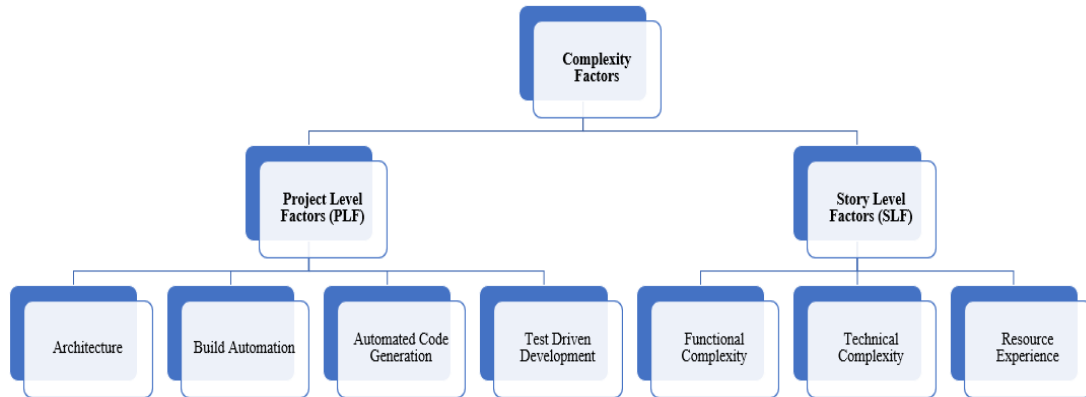 Complexity
Factors
Project Level
Factors (PLF)
Story Level
Factors (SLF)
Architecture
Build Automation
Automated Code
Generation
Test Driven
Development
Functional
Complexity
Technical
Complexity
Resource
Experience